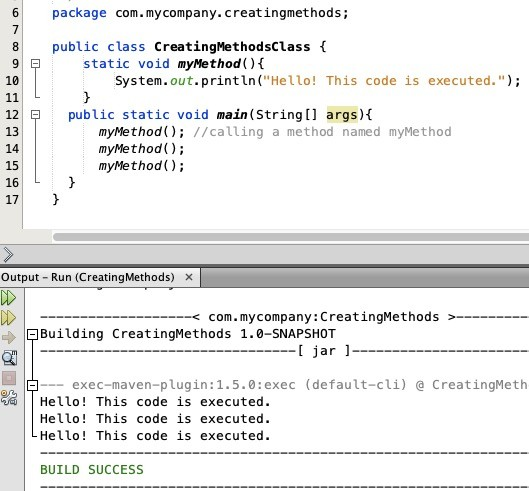 6 package com.mycompany.creatingmethods;
7
8 public class CreatingMethodsClass {
9 static void myMethod(){
10 System.out.println("Hello! This code is executed.");
11 }
12 public static void main(String[] args){
13 myMethod(); //calling a method named myMethod
14 myMethod();
15 myMethod();
16 }
17 }
Output – Run (CreatingMethods) ×
--------------------< com.mycompany:CreatingMethods >--------
Building CreatingMethods 1.0-SNAPSHOT
--------------------------------[ jar ]----------------------
--- exec-maven-plugin:1.5.0:exec (default-cli) @ CreatingMeth
Hello! This code is executed.
Hello! This code is executed.
Hello! This code is executed.
BUILD SUCCESS